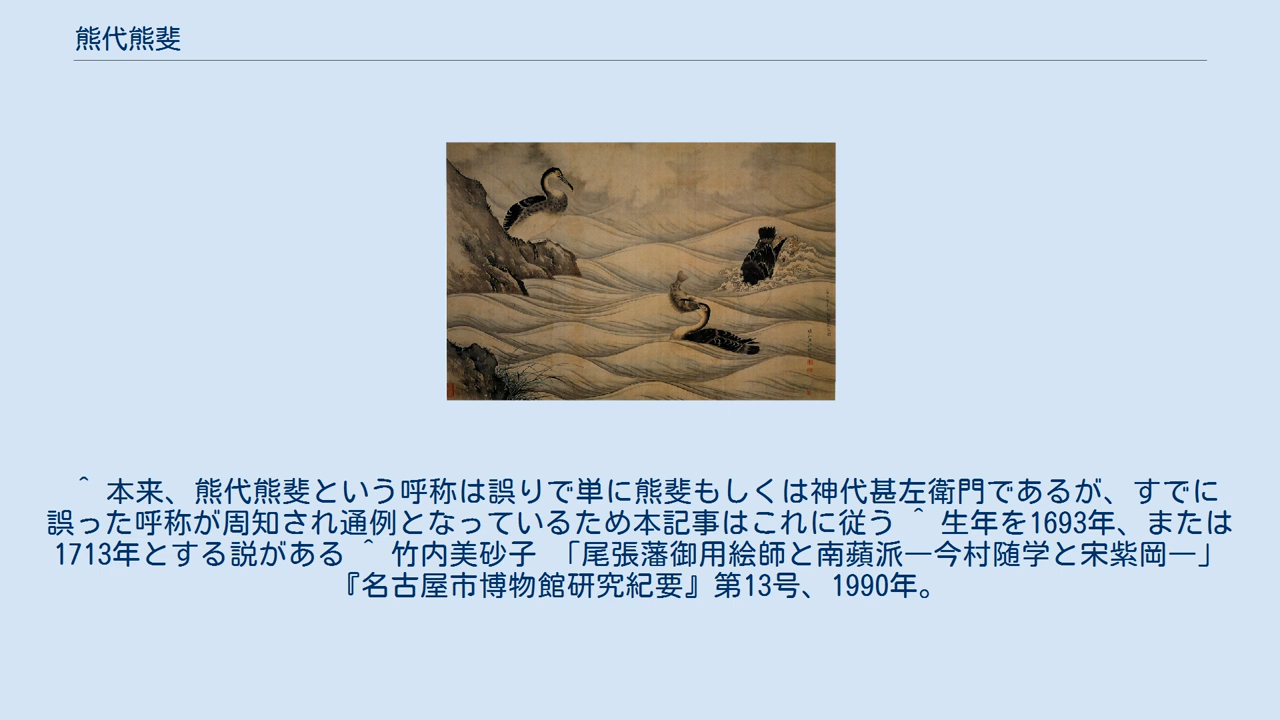 熊代熊斐
^ 本来、熊代熊斐という呼称は誤りで単に熊斐もしくは神代甚左衛門であるが、すでに
誤った呼称が周知され通例となっているため本記事はこれに従う ^ 生年を1693年、または
1713年とする説がある ^ 竹内美砂子 「尾張藩御用絵師と南蘋派―今村随学と宋紫岡―」
『名古屋市博物館研究紀要』第13号、1990年。